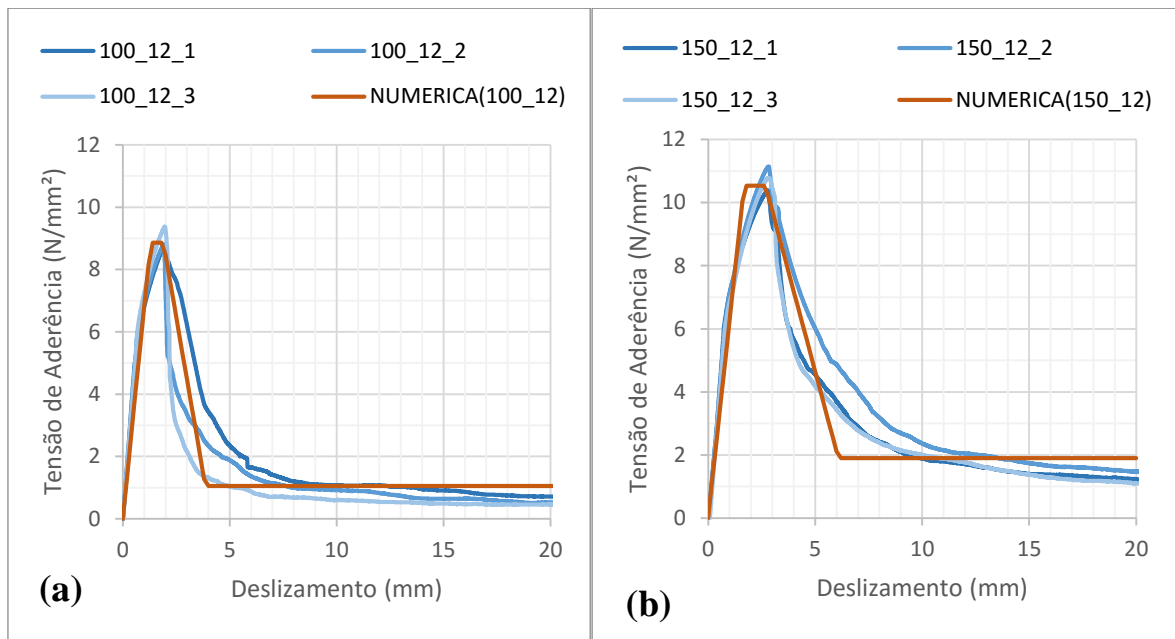 100_12_1
100_12_2
100_12_3
NUMERICA(100_12)
Tensão de Aderência (N/mm²)
12
10
8
6
4
2
0
0 5 10 15 20
Deslizamento (mm)
(a)
150_12_1
150_12_2
150_12_3
NUMERICA(150_12)
Tensão de Aderência (N/mm²)
12
10
8
6
4
2
0
0 5 10 15 20
Deslizamento (mm)
(b)